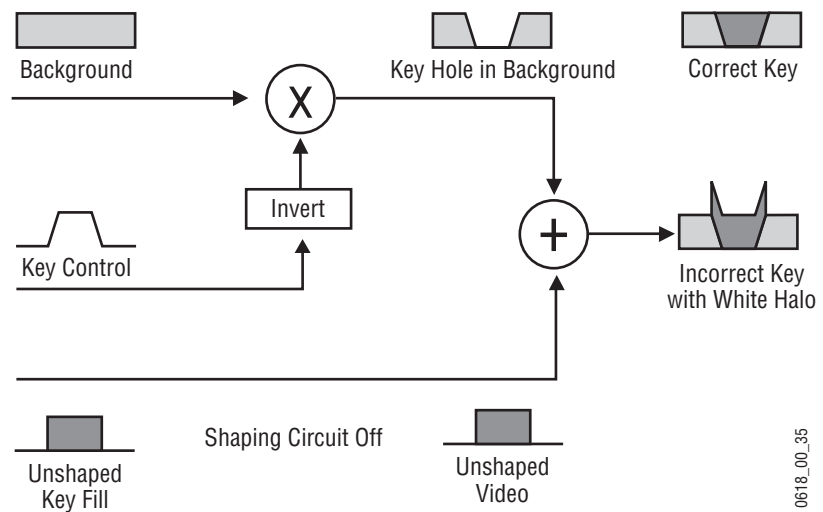 Background
Key Hole in Background
Correct Key
X
Invert
Key Control
+
Incorrect Key
with White Halo
Shaping Circuit Off
Unshaped
Key Fill
Unshaped
Video
0618_00_35